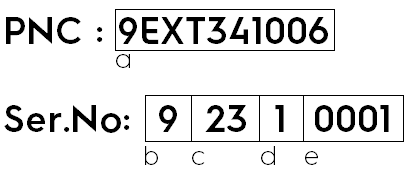 PNC : 9EXT341006
a
Ser.No: 9 23 1 0001
b c d e